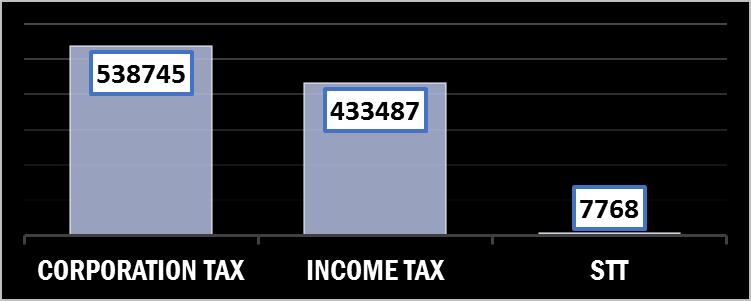 538745
433487
7768
CORPORATION TAX
INCOME TAX
STT